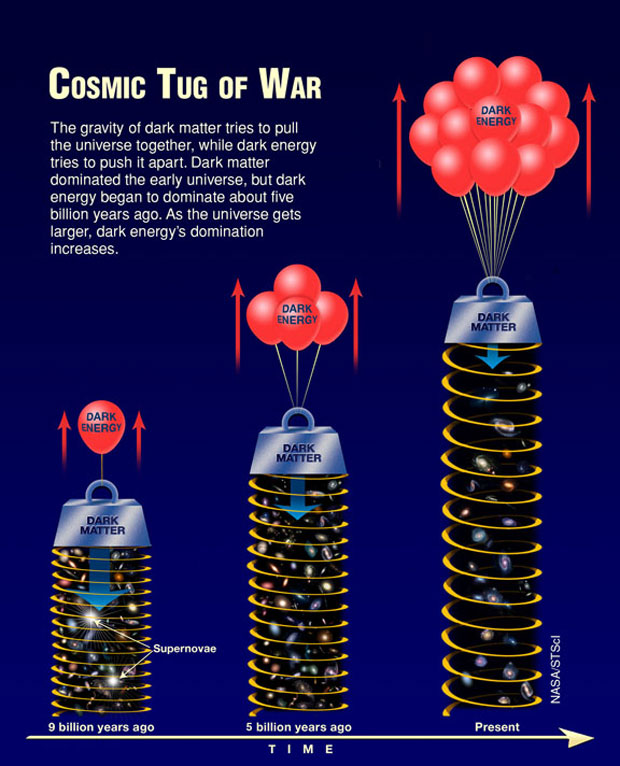 COSMIC TUG OF WAR
The gravity of dark matter tries to pull
the universe together, while dark energy
tries to push it apart. Dark matter
dominated the early universe, but dark
energy began to dominate about five
billion years ago. As the universe gets
larger, dark energy's domination
increases.
DARK
ENERGY
DARK
MATTER
Supernovae
9 billion years ago
DARK
ENERGY
DARK
MATTER
5 billion years ago
DARK
ENERGY
DARK
MATTER
Present
TIME
NASA/STScI